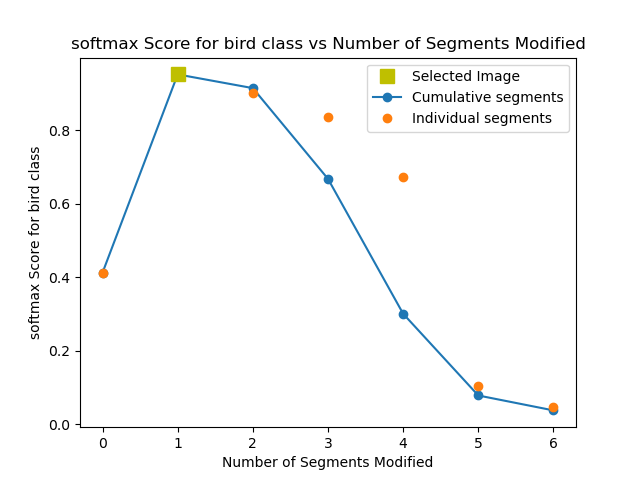 softmax Score for bird class vs Number of Segments Modified
Selected Image
Cumulative segments
Individual segments
softmax Score for bird class
0.8
0.6
0.4
0.2
0.0
0 1 2 3 4 5 6
Number of Segments Modified